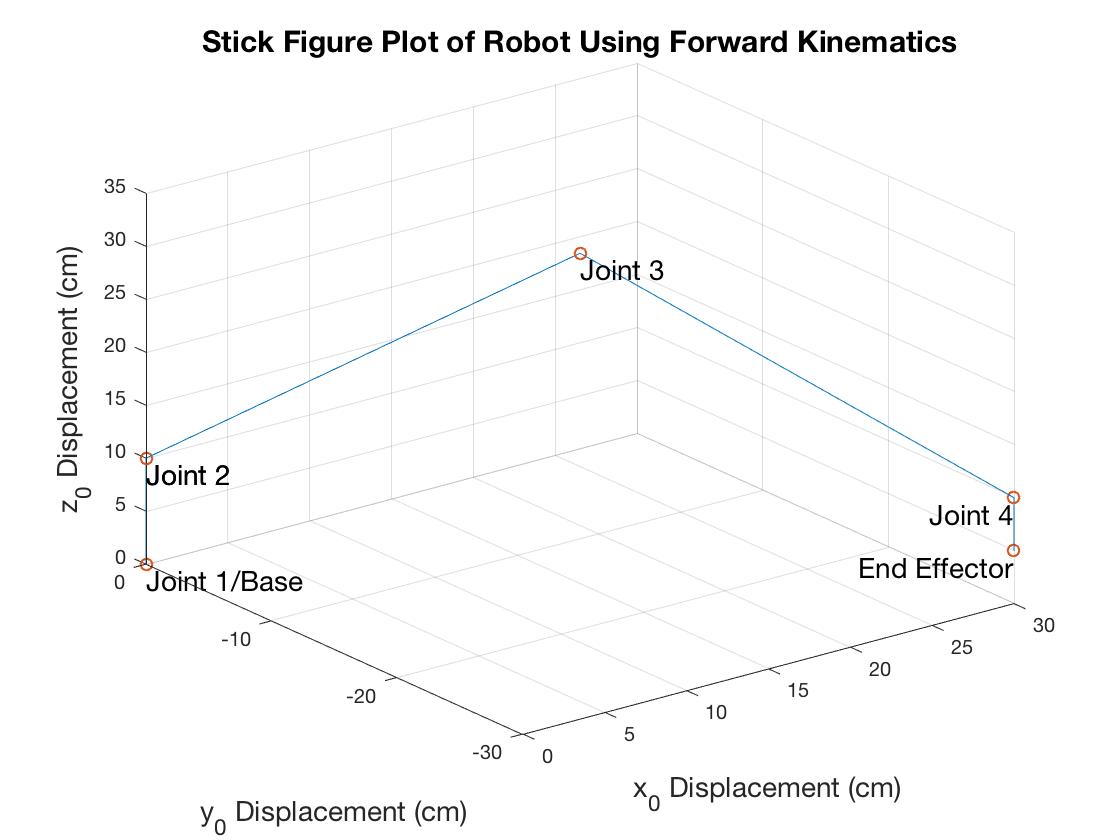 Stick Figure Plot of Robot Using Forward Kinematics
35
30
25
20
15
10
5
0
z0 Displacement (cm)
Joint 3
Joint 2
Joint 4
Joint 1/Base
End Effector
0
-10
-20
-30
y0 Displacement (cm)
0
5
10
15
20
25
30
x0 Displacement (cm)